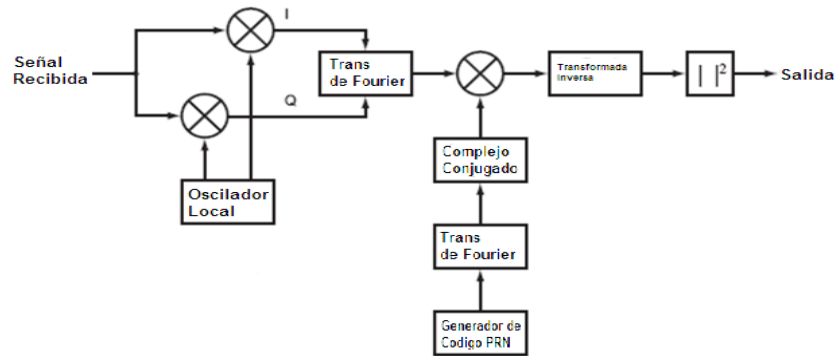 I
Señal
Recibida
Trans
de Fourier
Transformada
Inversa
| |²
Salida
Q
Complejo
Conjugado
Oscilador
Local
Trans
de Fourier
Generador de
Codigo PRN